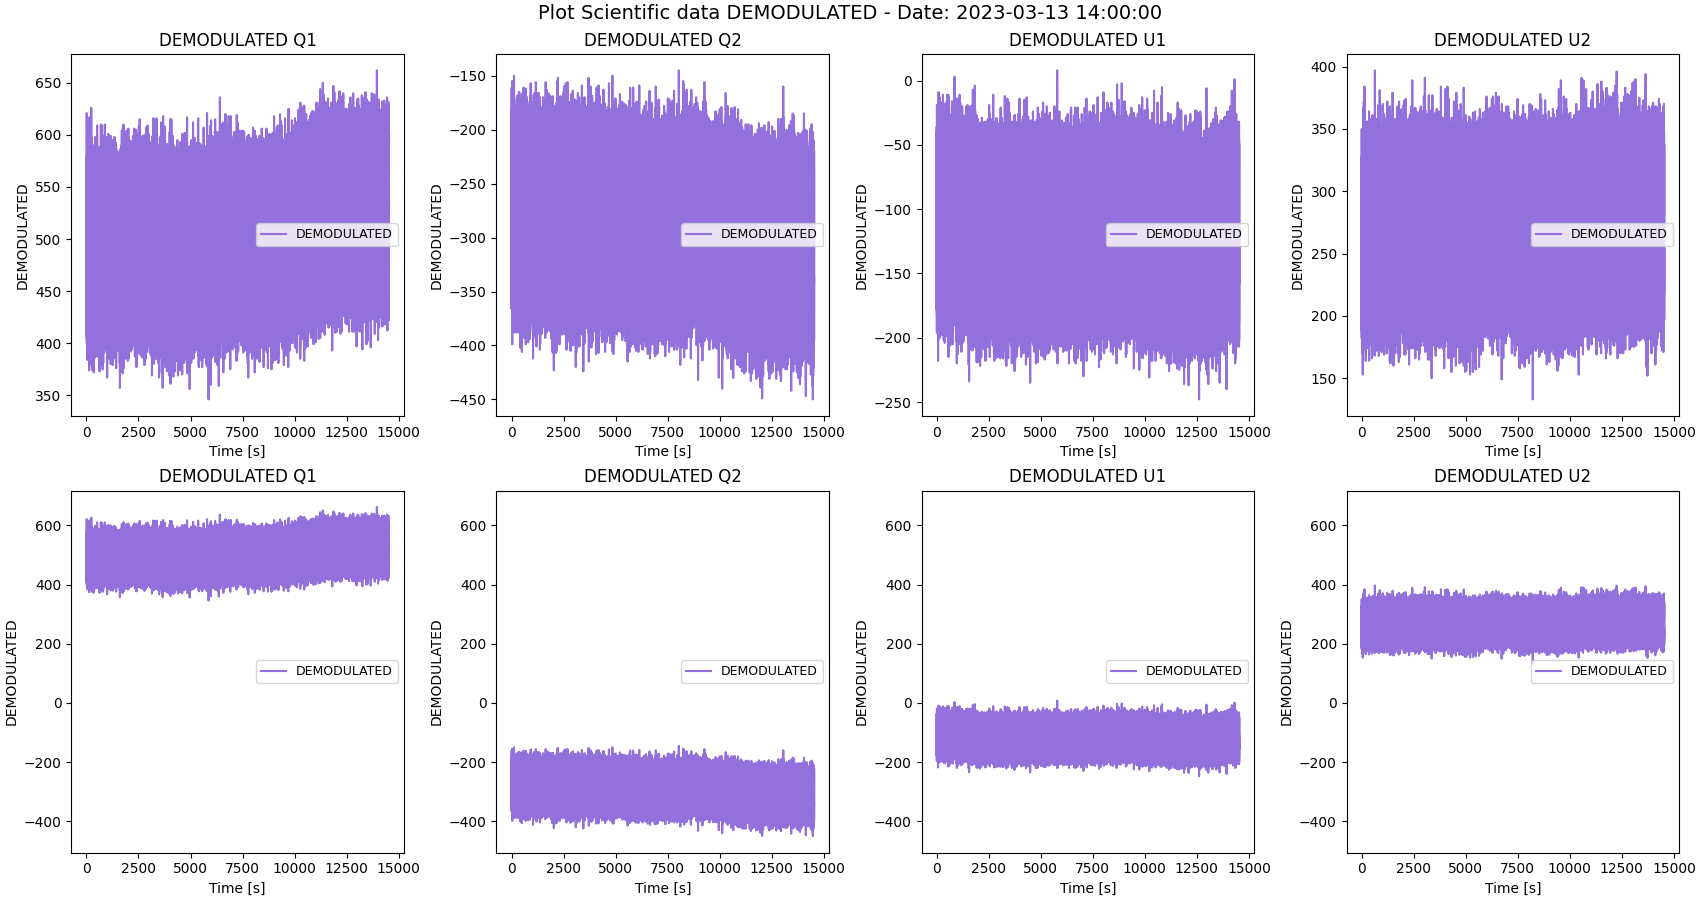 Plot Scientific data DEMODULATED - Date: 2023-03-13 14:00:00
DEMODULATED Q1
DEMODULATED
650
600
550
500
450
400
350
DEMODULATED
0 2500 5000 7500 10000 12500 15000
Time [s]
DEMODULATED Q2
DEMODULATED
−150
−200
−250
−300
−350
−400
−450
DEMODULATED
0 2500 5000 7500 10000 12500 15000
Time [s]
DEMODULATED U1
DEMODULATED
0
−50
−100
−150
−200
−250
DEMODULATED
0 2500 5000 7500 10000 12500 15000
Time [s]
DEMODULATED U2
DEMODULATED
400
350
300
250
200
150
DEMODULATED
0 2500 5000 7500 10000 12500 15000
Time [s]
DEMODULATED Q1
DEMODULATED
600
400
200
0
−200
−400
DEMODULATED
0 2500 5000 7500 10000 12500 15000
Time [s]
DEMODULATED Q2
DEMODULATED
600
400
200
0
−200
−400
DEMODULATED
0 2500 5000 7500 10000 12500 15000
Time [s]
DEMODULATED U1
DEMODULATED
600
400
200
0
−200
−400
DEMODULATED
0 2500 5000 7500 10000 12500 15000
Time [s]
DEMODULATED U2
DEMODULATED
600
400
200
0
−200
−400
DEMODULATED
0 2500 5000 7500 10000 12500 15000
Time [s]